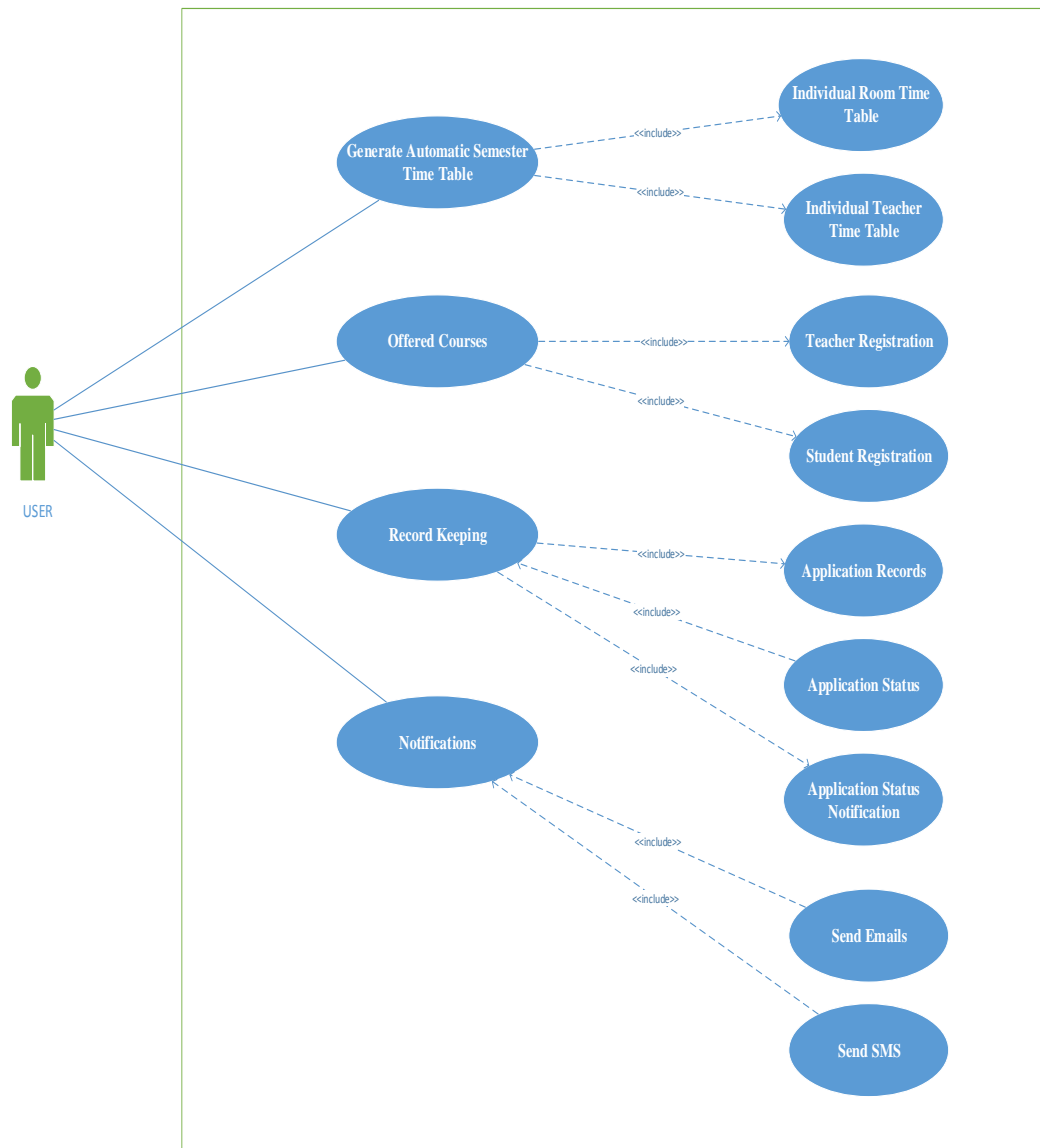 Individual Room Time
Table
<<include>>
Generate Automatic Semester
Time Table
<<include>>
Individual Teacher
Time Table
Offered Courses
<<include>>
Teacher Registration
<<include>>
Student Registration
USER
Record Keeping
<<include>>
Application Records
<<include>>
<<include>>
Application Status
Notifications
Application Status
Notification
<<include>>
<<include>>
Send Emails
Send SMS